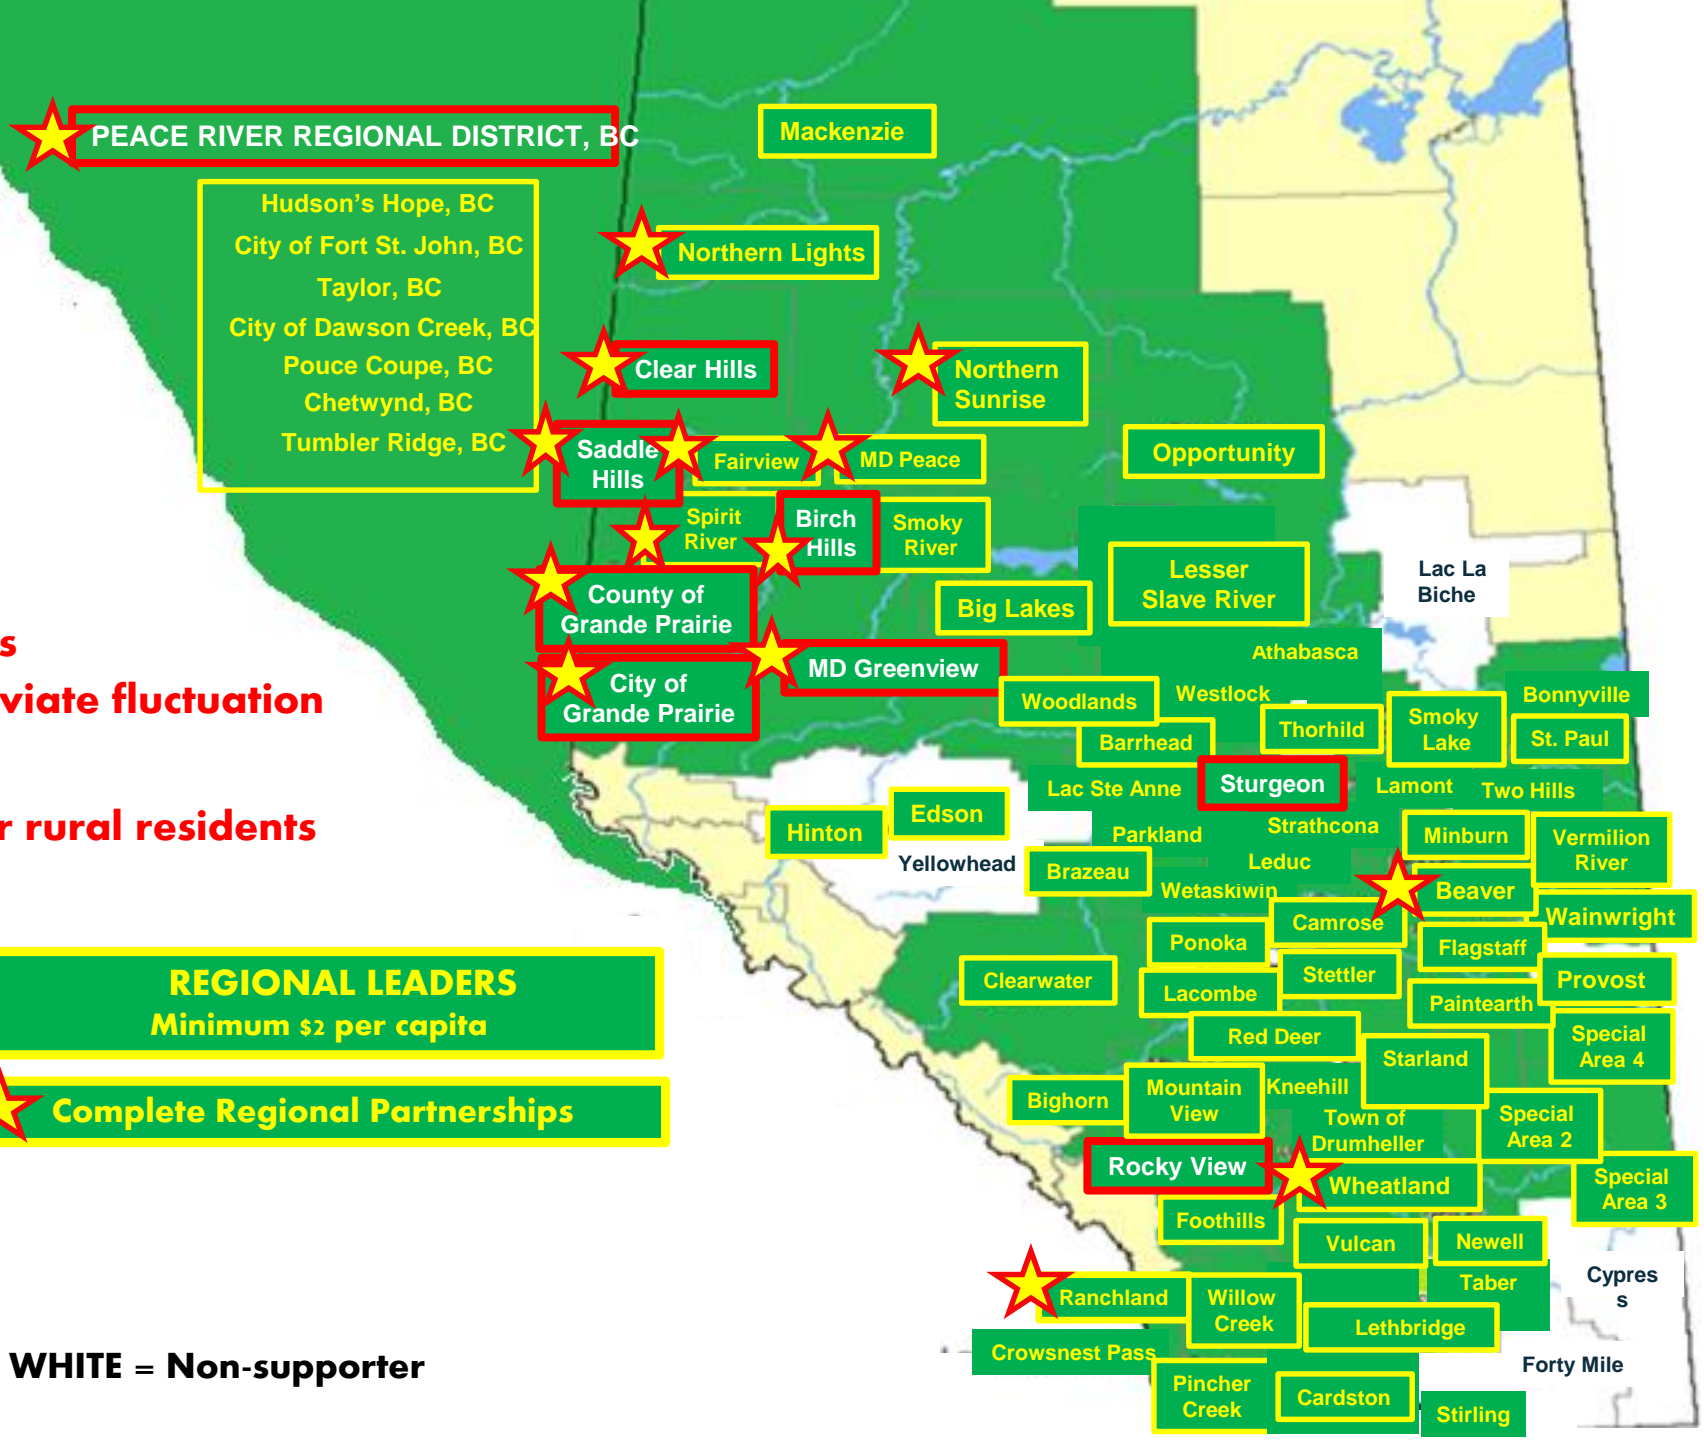 PEACE RIVER REGIONAL DISTRICT, BC
Mackenzie
Hudson's Hope, BC
City of Fort St. John, BC
Taylor, BC
City of Dawson Creek, BC
Pouce Coupe, BC
Chetwynd, BC
Tumbler Ridge, BC
Northern Lights
Clear Hills
Northern
Sunrise
Saddle
Hills
Fairview
MD Peace
Opportunity
Spirit
River
Birch
Hills
Smoky
River
Lac La
Biche
Lesser
Slave River
County of
Grande Prairie
Big Lakes
Athabasca
MD Greenview
City of
Grande Prairie
Woodlands
Westlock
Bonnyville
Thorhild
Smoky
Lake
St. Paul
Barrhead
viate fluctuation
Lac Ste Anne
Sturgeon
Lamont
Two Hills
Hinton
Edson
Yellowhead
Parkland
Strathcona
Minburn
Vermilion
River
r rural residents
Brazeau
Leduc
Wetaskiwin
Beaver
Camrose
Wainwright
Ponoka
Flagstaff
Clearwater
Stettler
Provost
Lacombe
Paintearth
REGIONAL LEADERS
Minimum $2 per capita
Red Deer
Starland
Special
Area 4
Complete Regional Partnerships
Bighorn
Mountain
View
Kneehill
Town of
Drumheller
Special
Area 2
Rocky View
Wheatland
Special
Area 3
Foothills
Vulcan
Newell
Taber
Cypres
s
Ranchland
Willow
Creek
Lethbridge
Crowsnest Pass
Forty Mile
WHITE = Non-supporter
Pincher
Creek
Cardston
Stirling